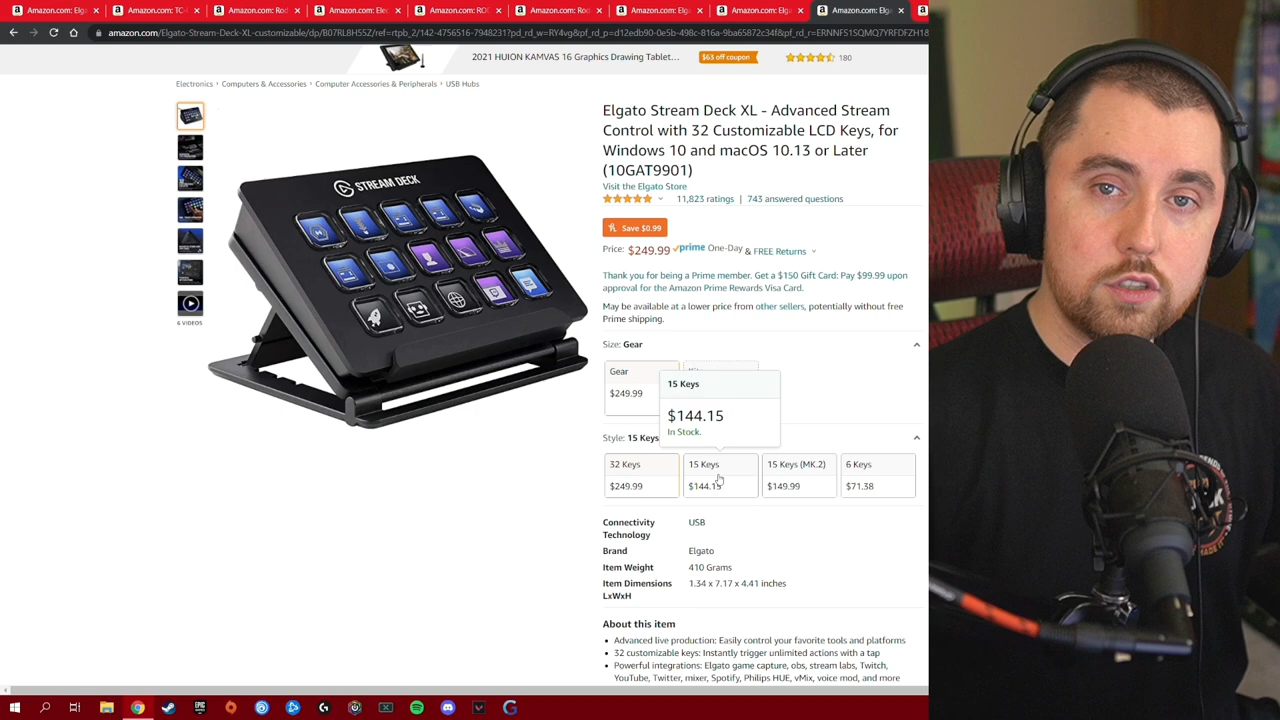 Amazon.com: Elga
Amazon.com: TC-
Amazon.com: Rod
Amazon.com: Elec
Amazon.com: ROC
Amazon.com: Rode
Amazon.com: Elga
Amazon.com: Elga
Amazon.com: Elg
amazon.com/Elgato-Stream-Deck-XL-customizable/dp/B07RL8H55Z/ref=rtpb_2/142-4756516-7948231?pd_rd_w=RY4vg&pf_rd_p=d12edb90-0e5b-498c-816a-9ba65872c34f&pf_rd_r=ERNNFS1SQMQ7YRFDFZH18
2021 HUION KAMVAS 16 Graphics Drawing Tablet...
$63 off coupon
180
Electronics › Computers & Accessories › Computer Accessories & Peripherals › USB Hubs
6 VIDEOS
STREAM DECK
Elgato Stream Deck XL - Advanced Stream
Control with 32 Customizable LCD Keys, for
Windows 10 and macOS 10.13 or Later
(10GAT9901)
Visit the Elgato Store
11,823 ratings | 743 answered questions
Save $0.99
Price: $249.99 prime One-Day & FREE Returns
Thank you for being a Prime member. Get a $150 Gift Card: Pay $99.99 upon
approval for the Amazon Prime Rewards Visa Card.
May be available at a lower price from other sellers, potentially without free
Prime shipping.
Size: Gear
Gear
$249.99
15 Keys
$144.15
In Stock.
Style: 15 Keys
32 Keys
$249.99
15 Keys
$144.15
15 Keys (MK.2)
$149.99
6 Keys
$71.38
Connectivity USB
Technology
Brand Elgato
Item Weight 410 Grams
Item Dimensions 1.34 x 7.17 x 4.41 inches
LxWxH
About this item
• Advanced live production: Easily control your favorite tools and platforms
• 32 customizable keys: Instantly trigger unlimited actions with a tap
• Powerful integrations: Elgato game capture, obs, stream labs, Twitch,
YouTube, Twitter, mixer, Spotify, Philips HUE, vMix, voice mod, and more